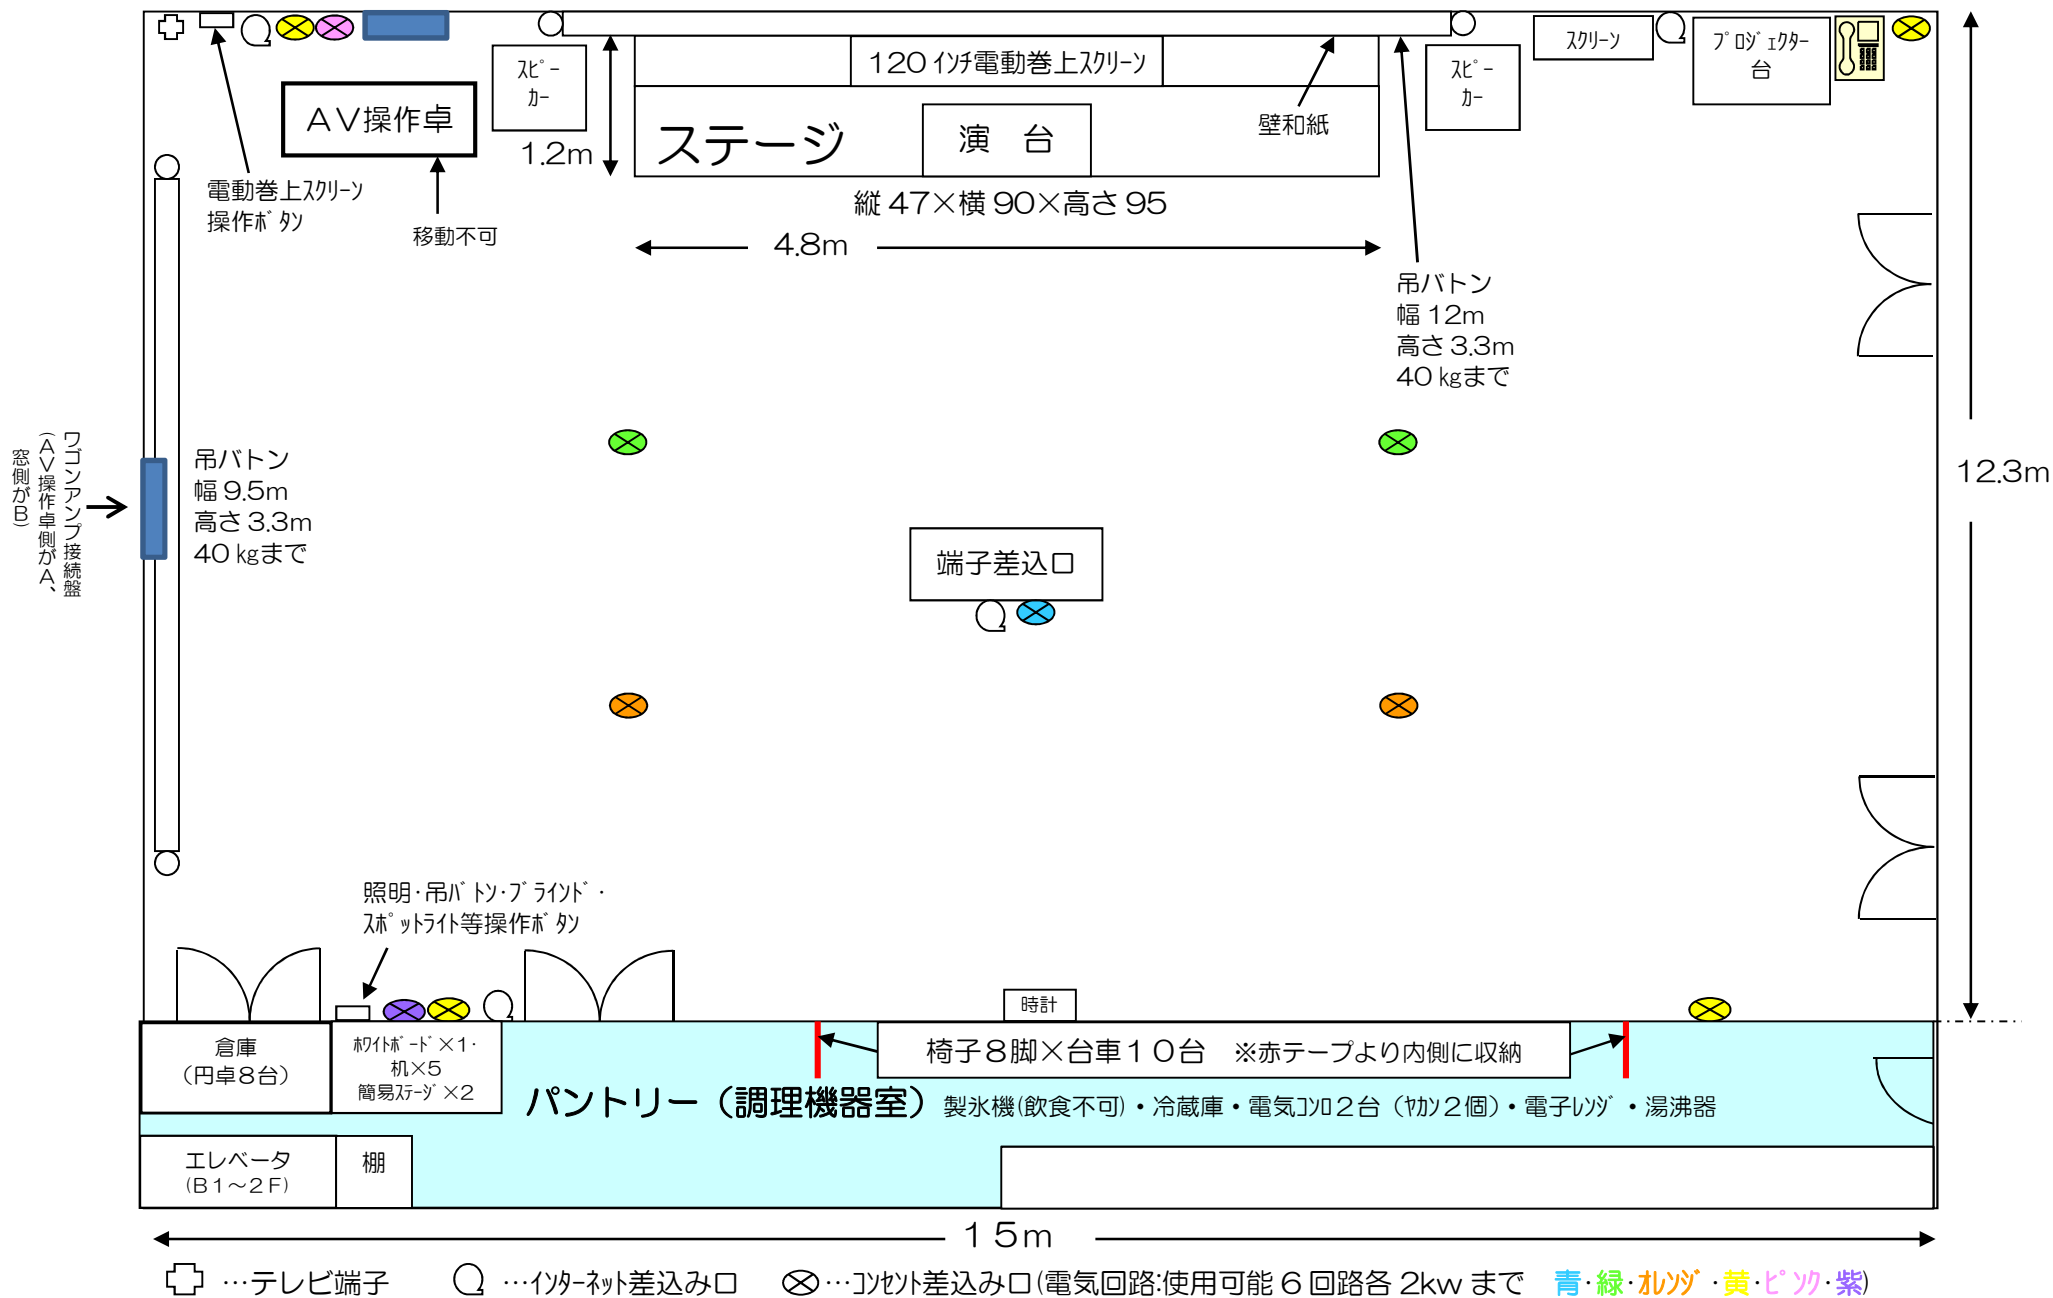 スピーカー
120インチ電動巻上スクリーン
スピーカー
スクリーン
プロジェクター
台
AV操作卓
ステージ
演　台
壁和紙
1.2m
電動巻上スクリーン
操作ボタン
移動不可
縦47×横90×高さ95
4.8m
吊バトン
幅12m
高さ3.3m
40㎏まで
ワゴンアンプ接続盤
(AV操作卓側がA、
窓側がB)
吊バトン
幅9.5m
高さ3.3m
40㎏まで
12.3m
端子差込口
照明・吊バトン・ブラインド・
スポットライト等操作ボタン
時計
倉庫
（円卓8台）
ホワイトボード×1・
机×5
簡易ステージ×2
椅子８脚×台車１０台　※赤テープより内側に収納
パントリー（調理機器室）製氷機(飲食不可)・冷蔵庫・電気コンロ２台（ヤカン２個）・電子レンジ・湯沸器
エレベータ
(B1～2F)
棚
15m
…テレビ端子
…インターネット差込み口
…コンセント差込み口(電気回路:使用可能6回路各2kwまで　青・緑・オレンジ・黄・ピンク・紫)